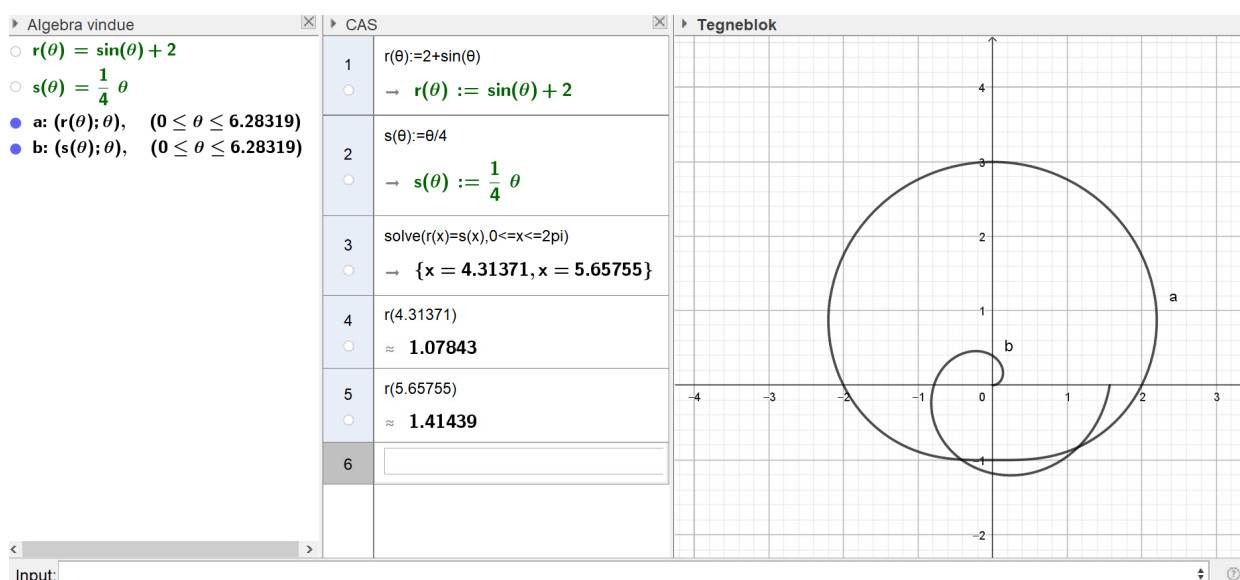 Algebra vindue
r(θ) = sin(θ) + 2
s(θ) = 1/4 θ
a: (r(θ); θ), (0 ≤ θ ≤ 6.28319)
b: (s(θ); θ), (0 ≤ θ ≤ 6.28319)
CAS
1
r(θ):=2+sin(θ)
→ r(θ) := sin(θ) + 2
2
s(θ):=θ/4
→ s(θ) := 1/4 θ
3
solve(r(x)=s(x),0<=x<=2pi)
→ {x = 4.31371, x = 5.65755}
4
r(4.31371)
≈ 1.07843
5
r(5.65755)
≈ 1.41439
6
Tegneblok
4
3
2
1
a
b
–4 –3 –2 –1 0 1 2 3
–1
–2
Input: